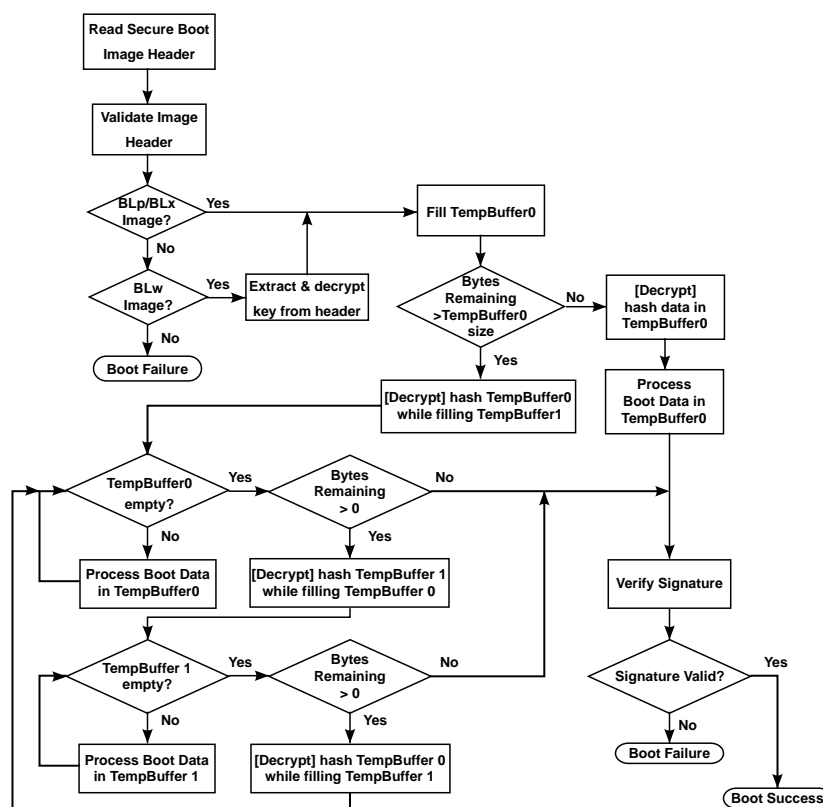 Read Secure Boot
Image Header
Validate Image
Header
BLp/BLx
Image?
Yes
No
Fill TempBuffer0
BLw
Image?
Yes
No
Extract & decrypt
key from header
Boot Failure
Bytes
Remaining
>TempBuffer0
size
No
Yes
[Decrypt]
hash data in
TempBuffer0
Process
Boot Data in
TempBuffer0
[Decrypt] hash TempBuffer0
while filling TempBuffer1
TempBuffer0
empty?
Yes
No
Bytes
Remaining
> 0
No
Yes
Process Boot Data
in TempBuffer0
[Decrypt] hash TempBuffer 1
while filling TempBuffer 0
Verify Signature
TempBuffer 1
empty?
Yes
No
Bytes
Remaining
> 0
No
Yes
Signature Valid?
Yes
No
Process Boot Data
in TempBuffer 1
[Decrypt] hash TempBuffer 0
while filling TempBuffer 1
Boot Failure
Boot Success